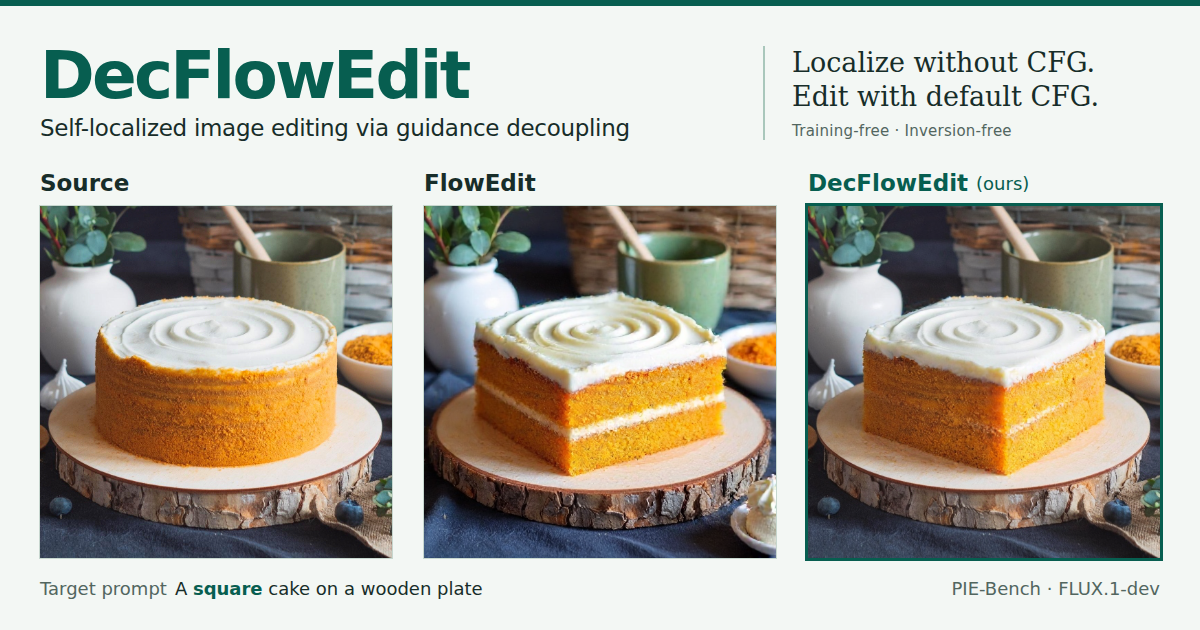 DecFlowEdit
Self-localized image editing via guidance decoupling
Localize without CFG.
Edit with default CFG.
Training-free · Inversion-free
Source
FlowEdit
DecFlowEdit (ours)
Target prompt A square cake on a wooden plate
PIE-Bench · FLUX.1-dev